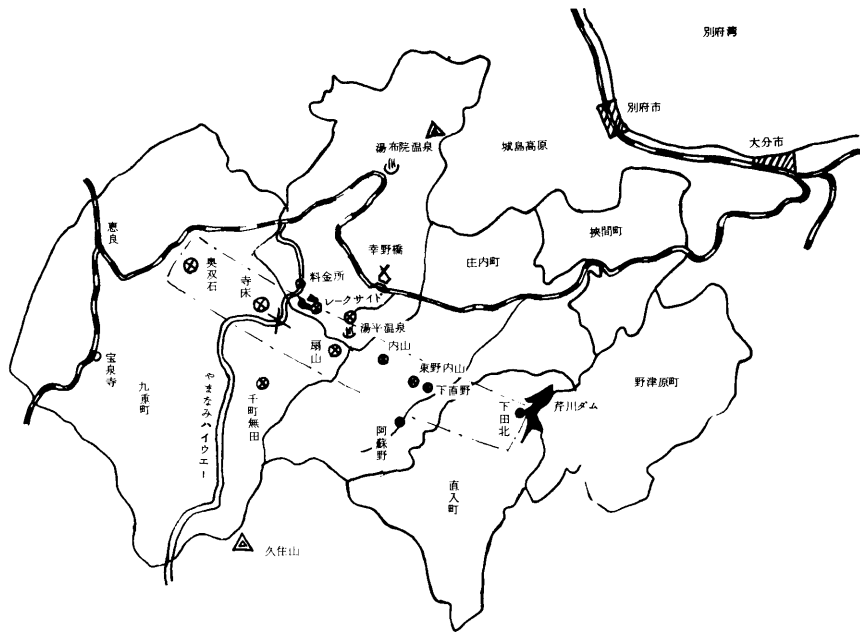 別府湾
別府市
大分市
湯布院温泉
城島高原
恵良
幸野橋
庄内町
挾間町
奥双石
寺床
料金所
レークサイド
湯平温泉
扇山
内山
東野内山
下直野
宝泉寺
九重町
やまなみハイウエー
千町無田
阿蘇野
下田北
芹川ダム
野津原町
直入町
久住山